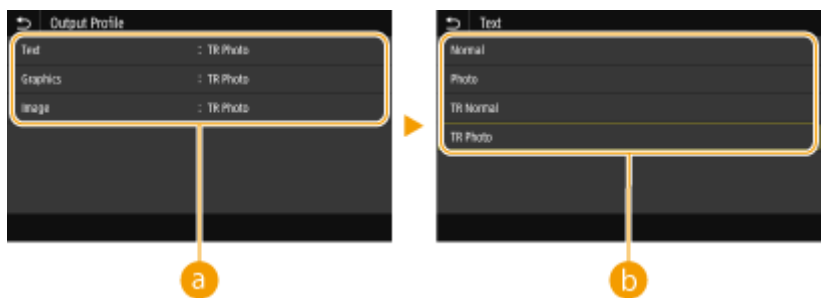 Output Profile
Text : TR Photo
Graphics : TR Photo
Image : TR Photo
a
Text
Normal
Photo
TR Normal
TR Photo
b